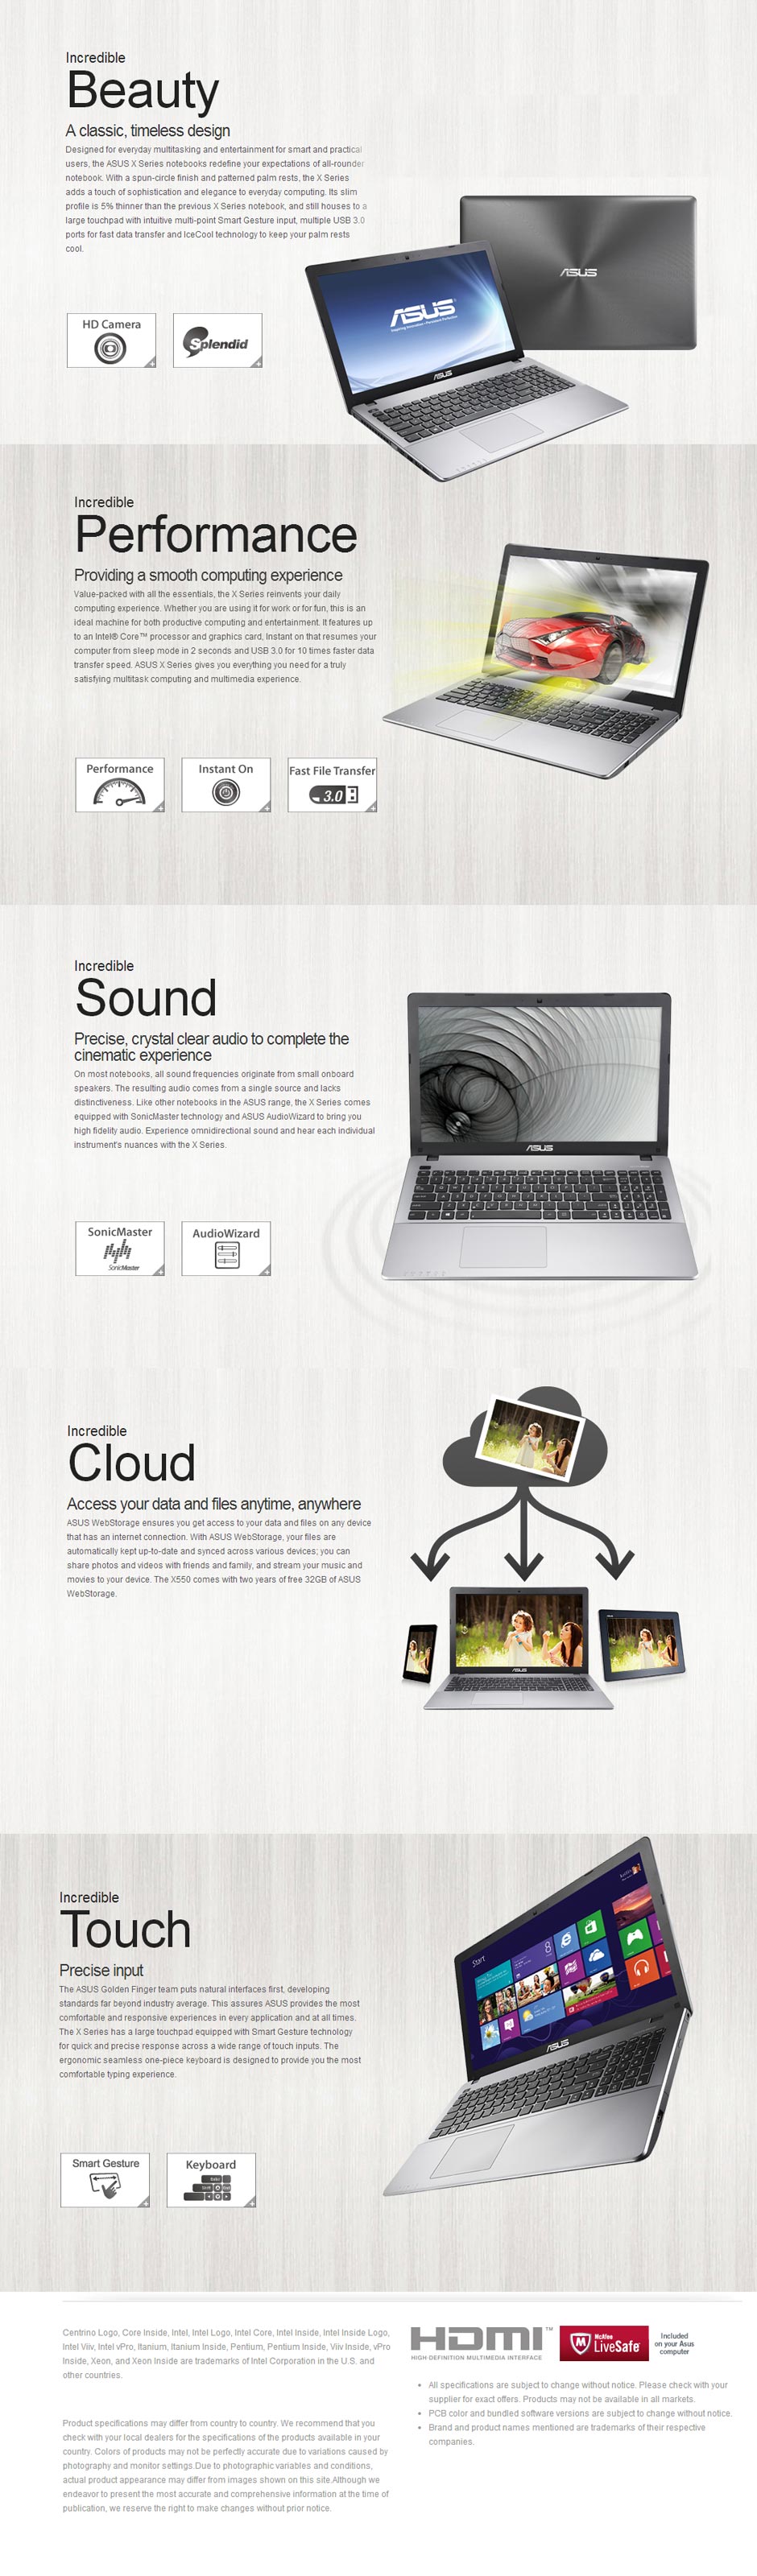 Incredible
Beauty
A classic, timeless design
Designed for everyday multitasking and entertainment for smart and practical
users, the ASUS X Series notebooks redefine your expectations of all-rounder
notebook. With a spun-circle finish and patterned palm rests, the X Series
adds a touch of sophistication and elegance to everyday computing. Its slim
profile is 5% thinner than the previous X Series notebook, and still houses to a
large touchpad with intuitive multi-point Smart Gesture input, multiple USB 3.0
ports for fast data transfer and IceCool technology to keep your palm rests
cool.
ASUS
ASUS
Inspiring Innovation • Persistent Perfection
ASUS
HD Camera
Splendid
Incredible
Performance
Providing a smooth computing experience
Value-packed with all the essentials, the X Series reinvents your daily
computing experience. Whether you are using it for work or for fun, this is an
ideal machine for both productive computing and entertainment. It features up
to an Intel® Core™ processor and graphics card, Instant on that resumes your
computer from sleep mode in 2 seconds and USB 3.0 for 10 times faster data
transfer speed. ASUS X Series gives you everything you need for a truly
satisfying multitask computing and multimedia experience.
Performance
Instant On
Fast File Transfer
3.0
Incredible
Sound
Precise, crystal clear audio to complete the
cinematic experience
On most notebooks, all sound frequencies originate from small onboard
speakers. The resulting audio comes from a single source and lacks
distinctiveness. Like other notebooks in the ASUS range, the X Series comes
equipped with SonicMaster technology and ASUS AudioWizard to bring you
high fidelity audio. Experience omnidirectional sound and hear each individual
instrument's nuances with the X Series.
ASUS
SonicMaster
SonicMaster
AudioWizard
Incredible
Cloud
Access your data and files anytime, anywhere
ASUS WebStorage ensures you get access to your data and files on any device
that has an internet connection. With ASUS WebStorage, your files are
automatically kept up-to-date and synced across various devices; you can
share photos and videos with friends and family, and stream your music and
movies to your device. The X550 comes with two years of free 32GB of ASUS
WebStorage.
ASUS
Incredible
Touch
Precise input
The ASUS Golden Finger team puts natural interfaces first, developing
standards far beyond industry average. This assures ASUS provides the most
comfortable and responsive experiences in every application and at all times.
The X Series has a large touchpad equipped with Smart Gesture technology
for quick and precise response across a wide range of touch inputs. The
ergonomic seamless one-piece keyboard is designed to provide you the most
comfortable typing experience.
Start
ASUS
Smart Gesture
Keyboard
Centrino Logo, Core Inside, Intel, Intel Logo, Intel Core, Intel Inside, Intel Inside Logo,
Intel Viiv, Intel vPro, Itanium, Itanium Inside, Pentium, Pentium Inside, Viiv Inside, vPro
Inside, Xeon, and Xeon Inside are trademarks of Intel Corporation in the U.S. and
other countries.
Product specifications may differ from country to country. We recommend that you
check with your local dealers for the specifications of the products available in your
country. Colors of products may not be perfectly accurate due to variations caused by
photography and monitor settings.Due to photographic variables and conditions,
actual product appearance may differ from images shown on this site.Although we
endeavor to present the most accurate and comprehensive information at the time of
publication, we reserve the right to make changes without prior notice.
HDMI™
HIGH-DEFINITION MULTIMEDIA INTERFACE
McAfee
LiveSafe™
Included
on your Asus
computer
• All specifications are subject to change without notice. Please check with your
supplier for exact offers. Products may not be available in all markets.
• PCB color and bundled software versions are subject to change without notice.
• Brand and product names mentioned are trademarks of their respective
companies.